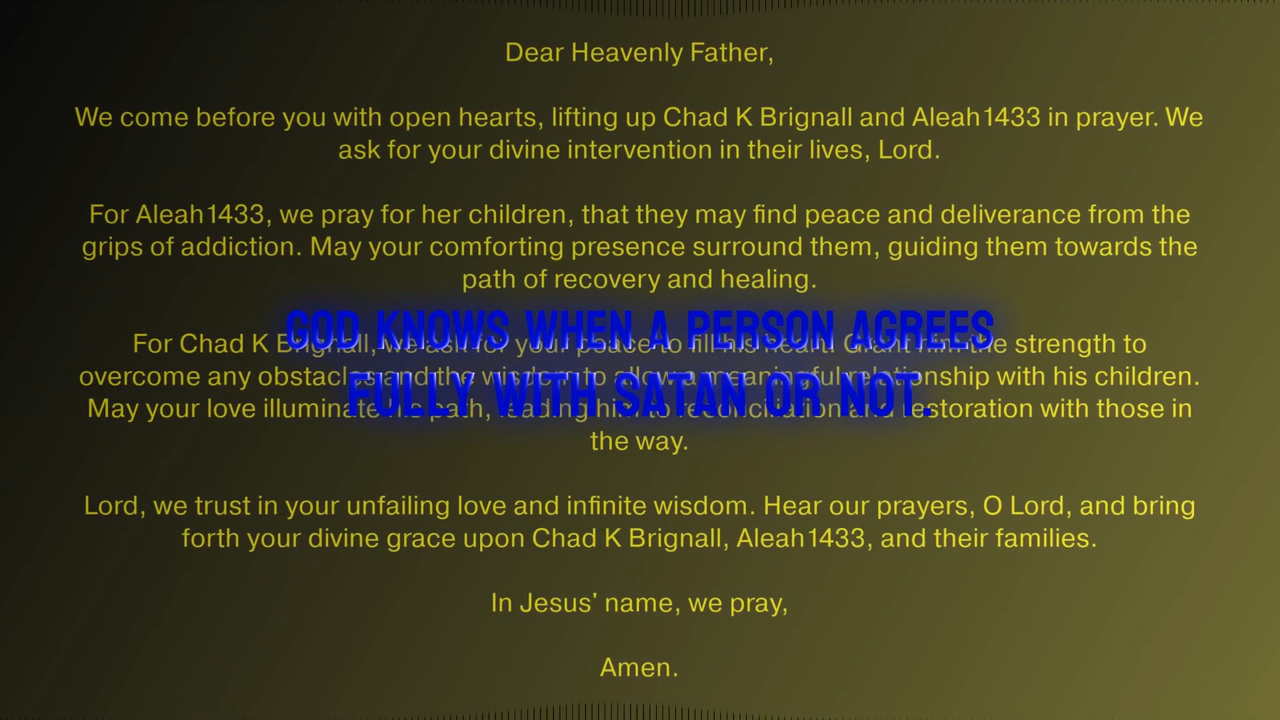 Dear Heavenly Father,
We come before you with open hearts, lifting up Chad K Brignall and Aleah1433 in prayer. We
ask for your divine intervention in their lives, Lord.
For Aleah1433, we pray for her children, that they may find peace and deliverance from the
grips of addiction. May your comforting presence surround them, guiding them towards the
path of recovery and healing.
GOD KNOWS WHEN A PERSON AGREES
For Chad K Brignall, we ask for your peace to fill his heart. Grant him the strength to
overcome any obstacles and the wisdom to allow a meaningful relationship with his children.
FULLY WITH SATAN OR NOT.
May your love illuminate his path, leading him to reconciliation and restoration with those in
the way.
Lord, we trust in your unfailing love and infinite wisdom. Hear our prayers, O Lord, and bring
forth your divine grace upon Chad K Brignall, Aleah1433, and their families.
In Jesus' name, we pray,
Amen.